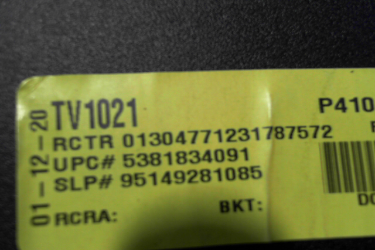 01-12-20
TV1021
P410
RCTR 01304771231787572
UPC# 5381834091
SLP# 95149281085
RCRA:
BKT: